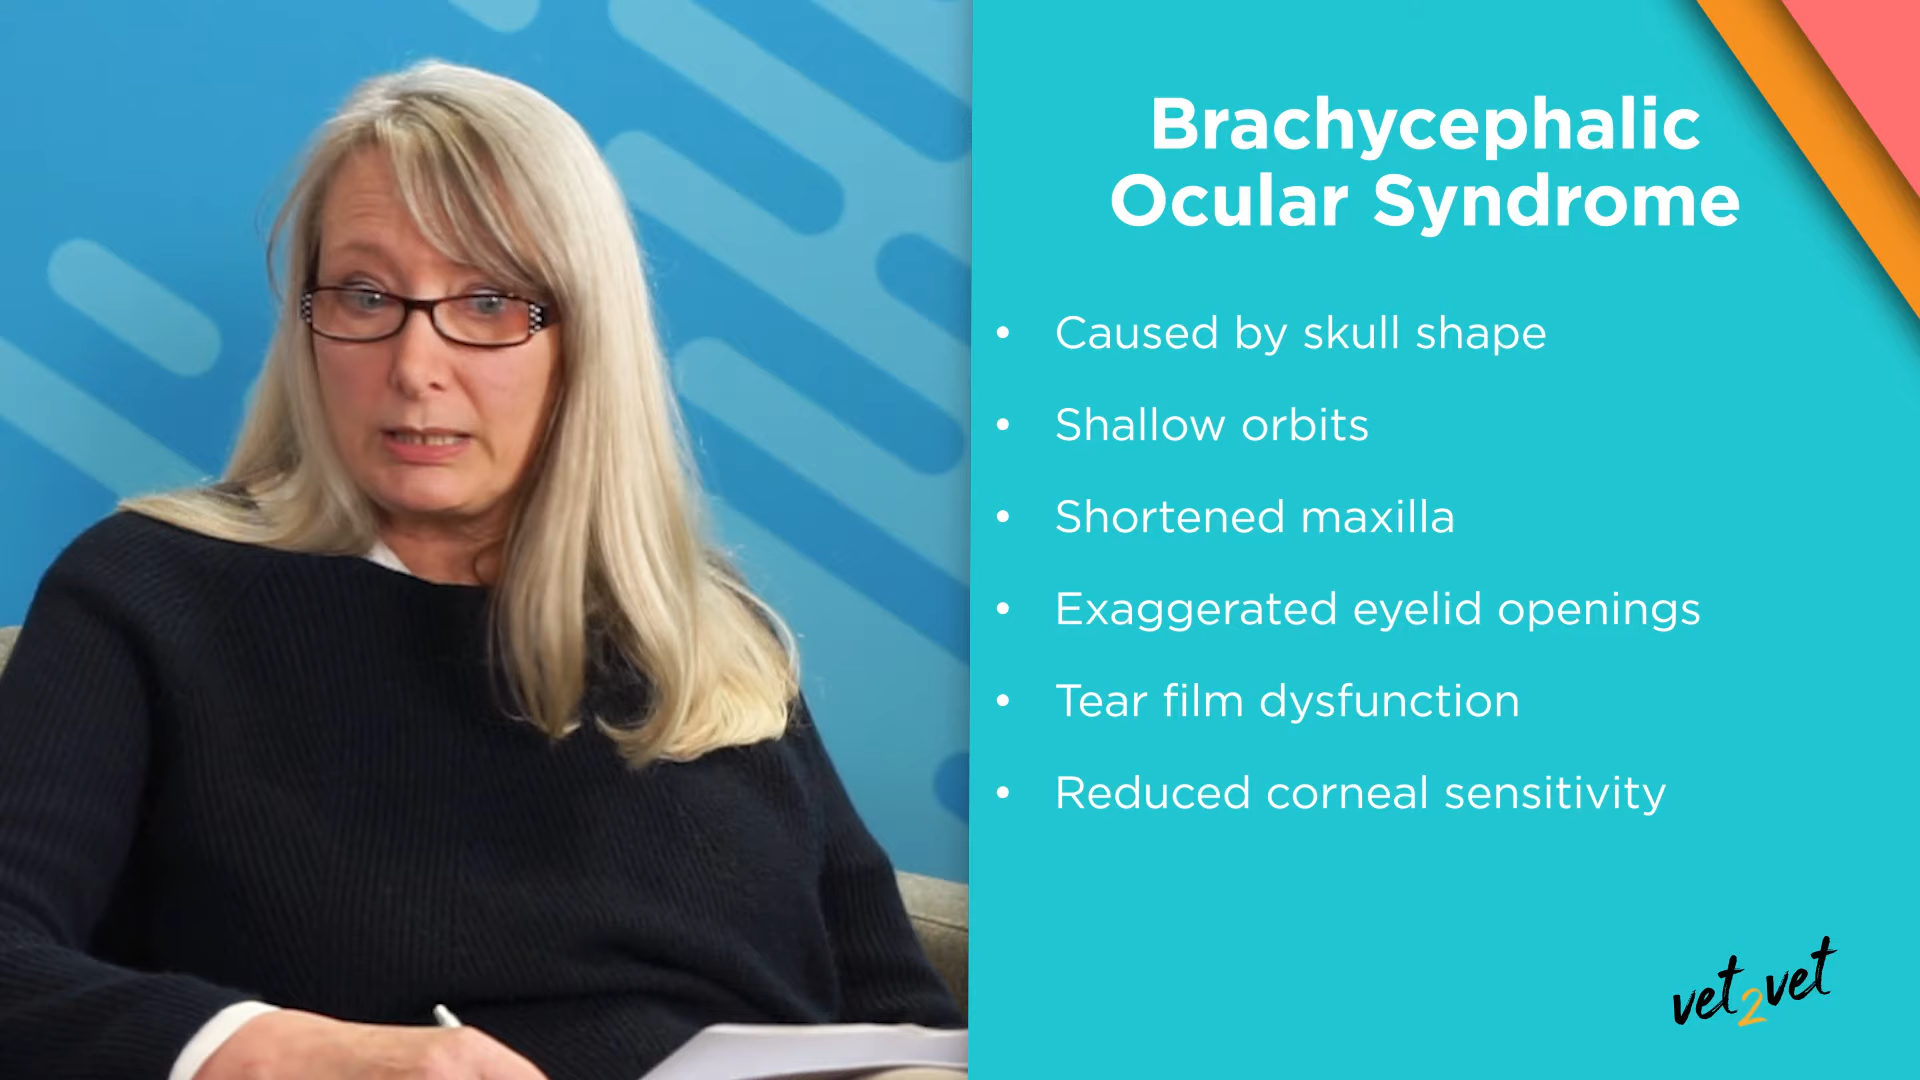 Brachycephalic
Ocular Syndrome
• Caused by skull shape
• Shallow orbits
• Shortened maxilla
• Exaggerated eyelid openings
• Tear film dysfunction
• Reduced corneal sensitivity
vet2vet